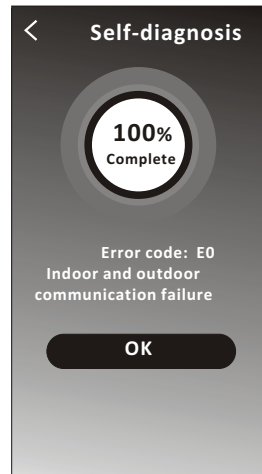 Self-diagnosis
100%
Complete
Error code: E0
Indoor and outdoor
communication failure
OK